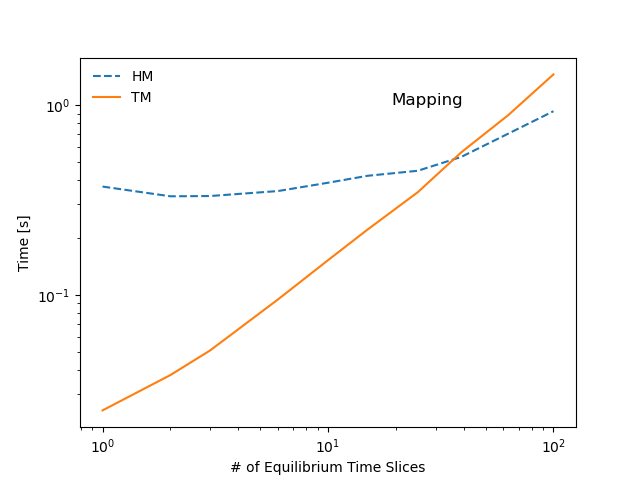 HM
TM
Mapping
10⁰
10⁻¹
Time [s]
10⁰
10¹
10²
# of Equilibrium Time Slices